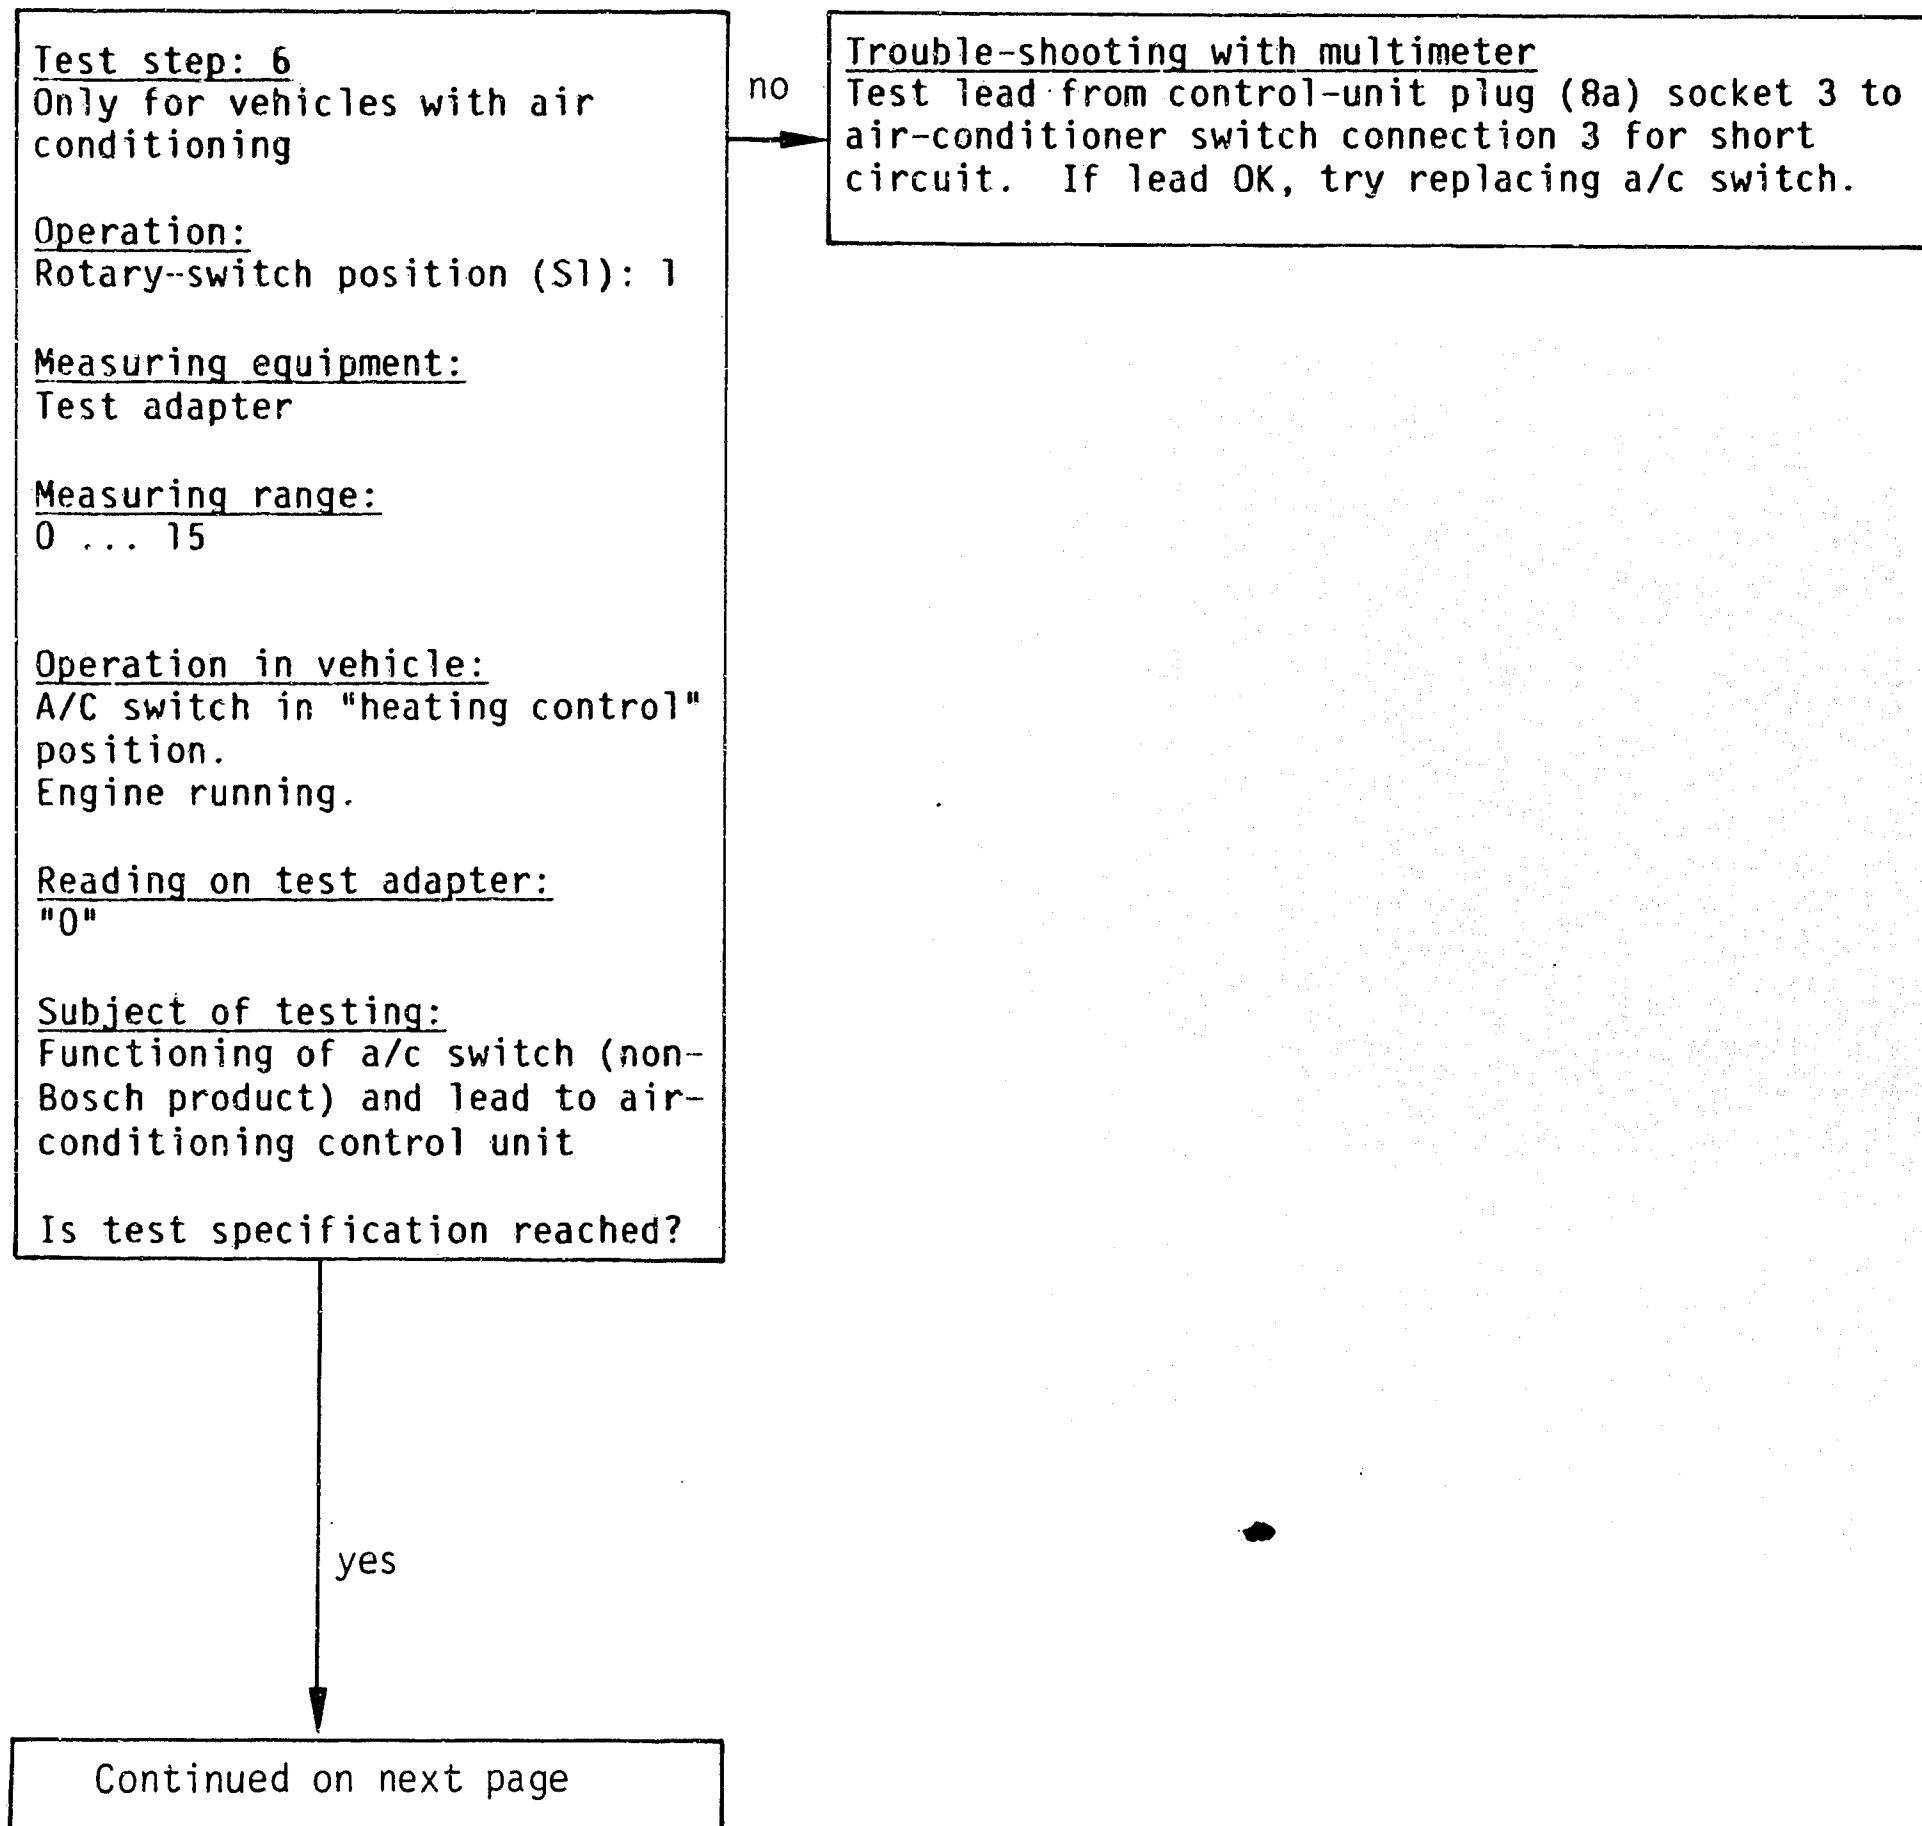 Test step: 6
Only for vehicles with air
conditioning
Operation:
Rotary--switch position (S1): 1
Measuring equipment:
Test adapter
Measuring range:
0 ... 15
Operation in vehicle:
A/C switch in "heating control"
position.
Engine running.
Reading on test adapter:
"0"
Subject of testing:
Functioning of a/c switch (non-
Bosch product) and lead to air-
conditioning control unit
Is test specification reached?
no
Trouble-shooting with multimeter
Test lead from control-unit plug (8a) socket 3 to
air-conditioner switch connection 3 for short
circuit. If lead OK, try replacing a/c switch.
yes
Continued on next page